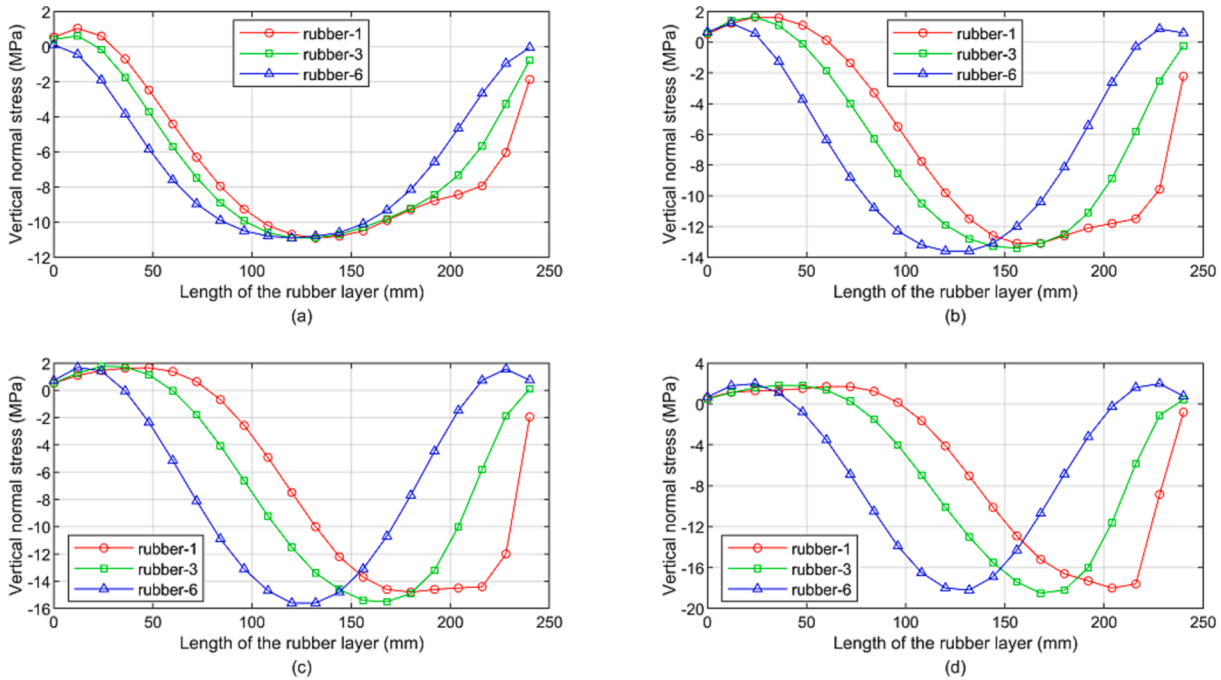 2
0
-2
-4
-6
-8
-10
-12
0 50 100 150 200 250
Vertical normal stress (MPa)
rubber-1
rubber-3
rubber-6
Length of the rubber layer (mm)
(a)
2
0
-2
-4
-6
-8
-10
-12
-14
0 50 100 150 200 250
Vertical normal stress (MPa)
rubber-1
rubber-3
rubber-6
Length of the rubber layer (mm)
(b)
2
0
-2
-4
-6
-8
-10
-12
-14
-16
0 50 100 150 200 250
Vertical normal stress (MPa)
rubber-1
rubber-3
rubber-6
Length of the rubber layer (mm)
(c)
4
0
-4
-8
-12
-16
-20
0 50 100 150 200 250
Vertical normal stress (MPa)
rubber-1
rubber-3
rubber-6
Length of the rubber layer (mm)
(d)